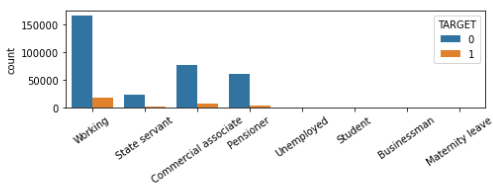 TARGET
0
1
count
150000
100000
50000
0
Working
State servant
Commercial associate
Pensioner
Unemployed
Student
Businessman
Maternity leave